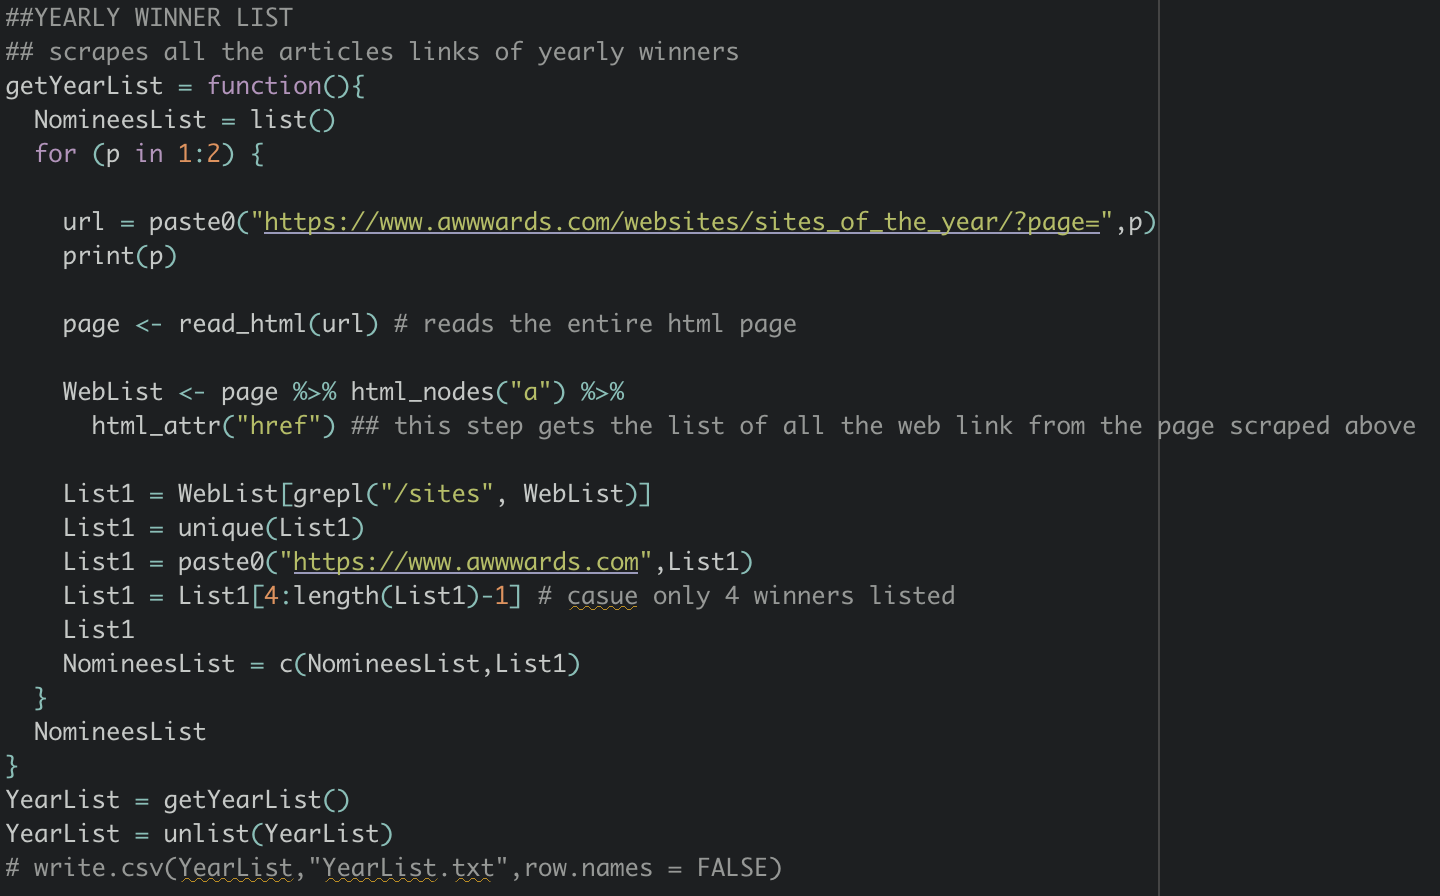 ##YEARLY WINNER LIST
## scrapes all the articles links of yearly winners
getYearList = function(){
  NomineesList = list()
  for (p in 1:2) {
    url = paste0("https://www.awwwards.com/websites/sites_of_the_year/?page=",p)
    print(p)
    page <- read_html(url) # reads the entire html page
    WebList <- page %>% html_nodes("a") %>%
      html_attr("href") ## this step gets the list of all the web link from the page scraped above
    List1 = WebList[grepl("/sites", WebList)]
    List1 = unique(List1)
    List1 = paste0("https://www.awwwards.com",List1)
    List1 = List1[4:length(List1)-1] # casue only 4 winners listed
    List1
    NomineesList = c(NomineesList,List1)
  }
  NomineesList
}
YearList = getYearList()
YearList = unlist(YearList)
# write.csv(YearList,"YearList.txt",row.names = FALSE)